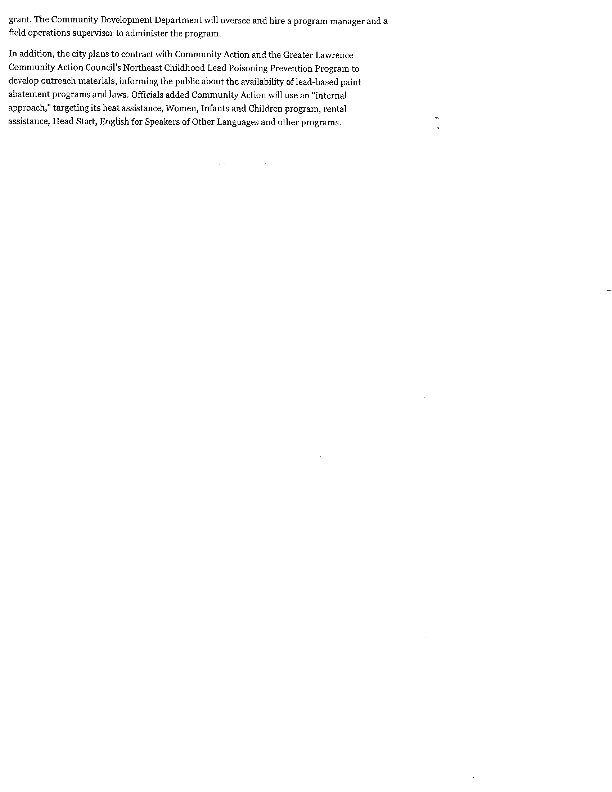 grant. The Community Development Department will oversee and hire a program manager and a
field operations supervisor to administer the program.
In addition, the city plans to contract with Community Action and the Greater Lawrence
Community Action Council's Northeast Childhood Lead Poisoning Prevention Program to
develop outreach materials, informing the public about the availability of lead-based paint
abatement programs and laws. Officials added Community Action will use an "internal
approach," targeting its heat assistance, Women, Infants and Children program, rental
assistance, Head Start, English for Speakers of Other Languages and other programs.